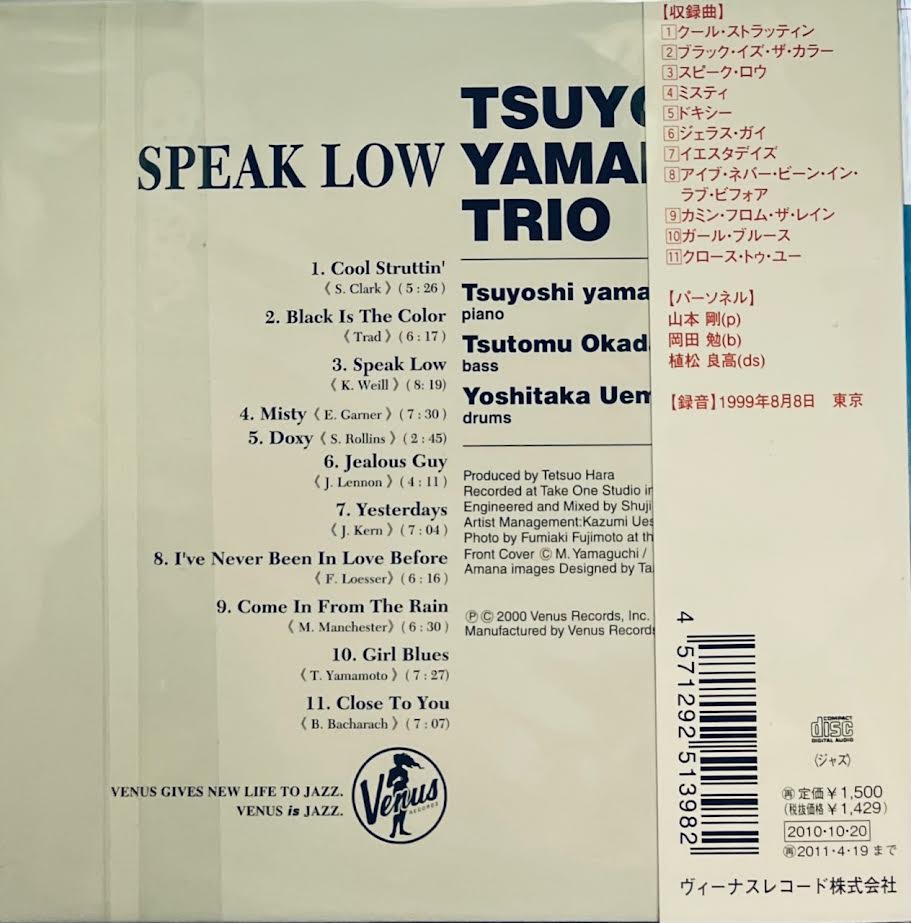 SPEAK LOW
1. Cool Struttin'
《 S. Clark 》 ( 5 : 26 )
2. Black Is The Color
《 Trad 》 ( 6 : 17 )
3. Speak Low
《 K. Weill 》 ( 8: 19)
4. Misty 《 E. Garner 》 ( 7 : 30 )
5. Doxy 《 S. Rollins 》 ( 2 : 45)
6. Jealous Guy
《 J. Lennon 》 ( 4 : 11 )
7. Yesterdays
《 J. Kern 》 ( 7 : 04 )
8. I've Never Been In Love Before
《 F. Loesser》 ( 6 : 16 )
9. Come In From The Rain
《 M. Manchester》 ( 6 : 30 )
10. Girl Blues
《 T. Yamamoto 》 ( 7 : 27)
11. Close To You
《 B. Bacharach 》 ( 7 : 07)
VENUS GIVES NEW LIFE TO JAZZ.
VENUS is JAZZ.
Venus
RECORDS
TRIO
Tsuyoshi
piano
Tsutomu
bass
Yoshitaka
drums
Produced by Tetsuo Hara
Recorded at Take One Studio
Engineered and Mixed by Shuji
Artist Management:Kazumi
Photo by Fumiaki Fujimoto at
Front Cover © M. Yamaguchi /
Amana images Designed by
℗ © 2000 Venus Records, Inc.
Manufactured by Venus
【収録曲】
1クール・ストラッティン
2ブラック・イズ・ザ・カラー
3スピーク・ロウ
4ミスティ
5ドキシー
6ジェラス・ガイ
7イエスタデイズ
8アイブ・ネバー・ビーン・イン・
ラブ・ビフォア
9カミン・フロム・ザ・レイン
10ガール・ブルース
11クロース・トゥ・ユー
【パーソネル】
山本 剛(p)
岡田 勉(b)
植松 良高(ds)
【録音】1999年8月8日 東京
4 571292 513982
COMPACT
disc
DIGITAL AUDIO
〈ジャズ〉
再 定価￥1,500
(税抜価格￥1,429)
2010・10・20
再2011・4・19まで
ヴィーナスレコード株式会社